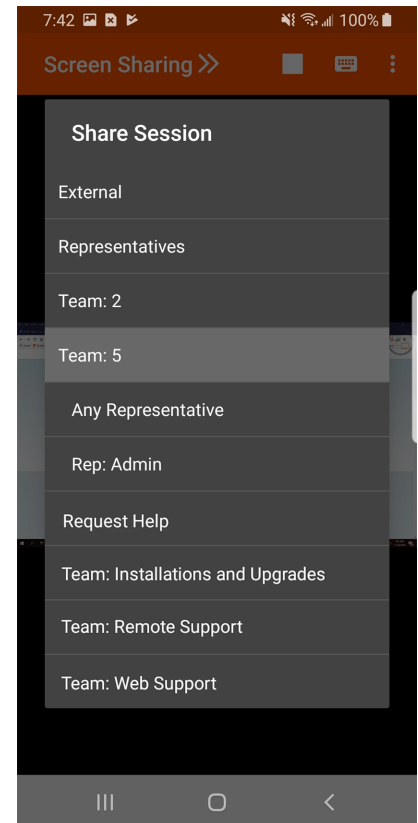 7:42
100%
Screen Sharing
Share Session
External
Representatives
Team: 2
Team: 5
Any Representative
Rep: Admin
Request Help
Team: Installations and Upgrades
Team: Remote Support
Team: Web Support